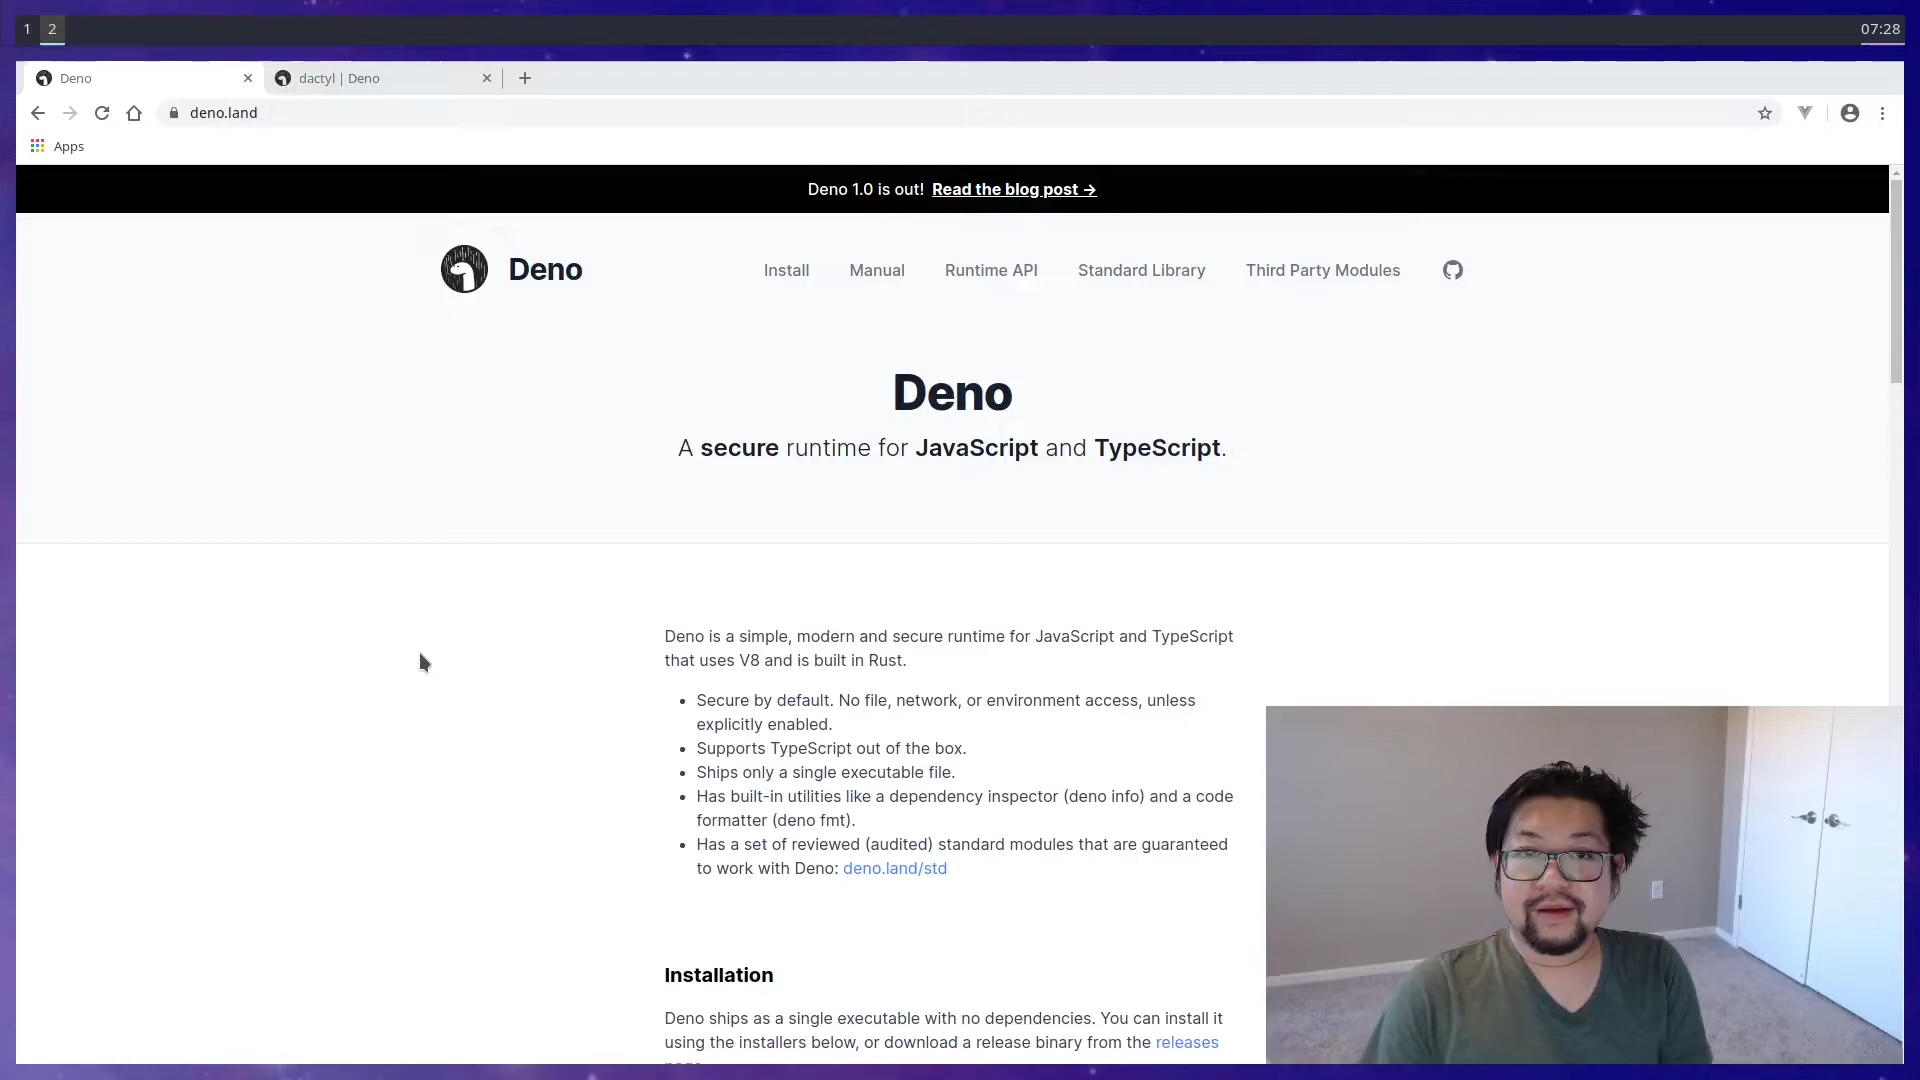 1 2 07:28
Deno dactyl | Deno
deno.land
Apps
Deno 1.0 is out! Read the blog post →
Deno Install Manual Runtime API Standard Library Third Party Modules
Deno
A secure runtime for JavaScript and TypeScript.
Deno is a simple, modern and secure runtime for JavaScript and TypeScript
that uses V8 and is built in Rust.
• Secure by default. No file, network, or environment access, unless
explicitly enabled.
• Supports TypeScript out of the box.
• Ships only a single executable file.
• Has built-in utilities like a dependency inspector (deno info) and a code
formatter (deno fmt).
• Has a set of reviewed (audited) standard modules that are guaranteed
to work with Deno: deno.land/std
Installation
Deno ships as a single executable with no dependencies. You can install it
using the installers below, or download a release binary from the releases